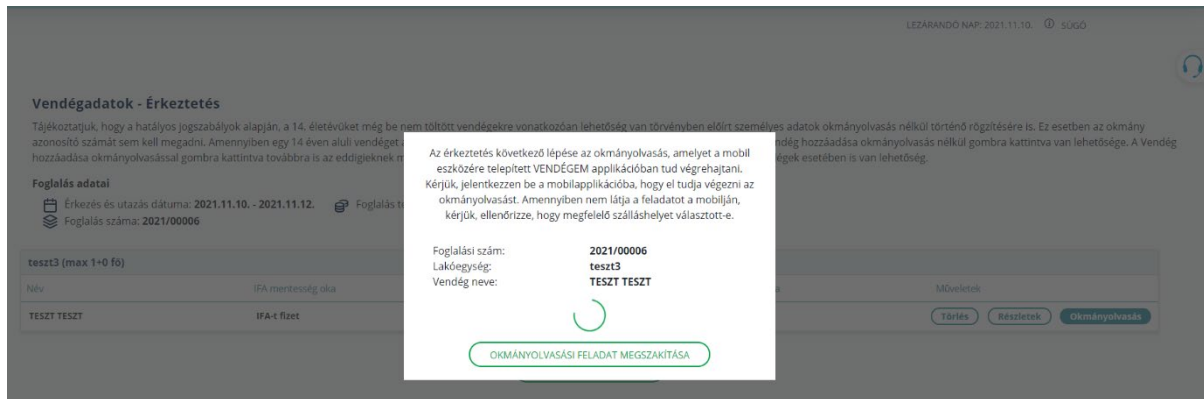 LEZÁRANDÓ NAP: 2021.11.10. SÚGÓ
Vendégadatok - Érkeztetés
Tájékoztatjuk, hogy a hatályos jogszabályok alapján, a 14. életévüket még be nem töltött vendégekre vonatkozóan lehetőség van törvényben előírt személyes adatok okmányolvasás nélkül történő rögzítésére is. Ez esetben az okmány
azonosító számát sem kell megadni. Amennyiben egy 14 éven aluli vendéget a ndég hozzáadása okmányolvasás nélkül gombra kattintva van lehetősége. A Vendég
hozzáadása okmányolvasással gombra kattintva továbbra is az eddigieknek m ségek esetében is van lehetőség.
Foglalás adatai
Érkezés és utazás dátuma: 2021.11.10. - 2021.11.12. Foglalás
Foglalás száma: 2021/00006
teszt3 (max 1+0 fő)
Név IFA mentesség oka Műveletek
TESZT TESZT IFA-t fizet Törlés Részletek Okmányolvasás
Az érkeztetés következő lépése az okmányolvasás, amelyet a mobil
eszközére telepített VENDÉGEM applikációban tud végrehajtani.
Kérjük, jelentkezzen be a mobilapplikációba, hogy el tudja végezni az
okmányolvasást. Amennyiben nem látja a feladatot a mobilján,
kérjük, ellenőrizze, hogy megfelelő szálláshelyet választott-e.
Foglalási szám: 2021/00006
Lakóegység: teszt3
Vendég neve: TESZT TESZT
OKMÁNYOLVASÁSI FELADAT MEGSZAKÍTÁSA